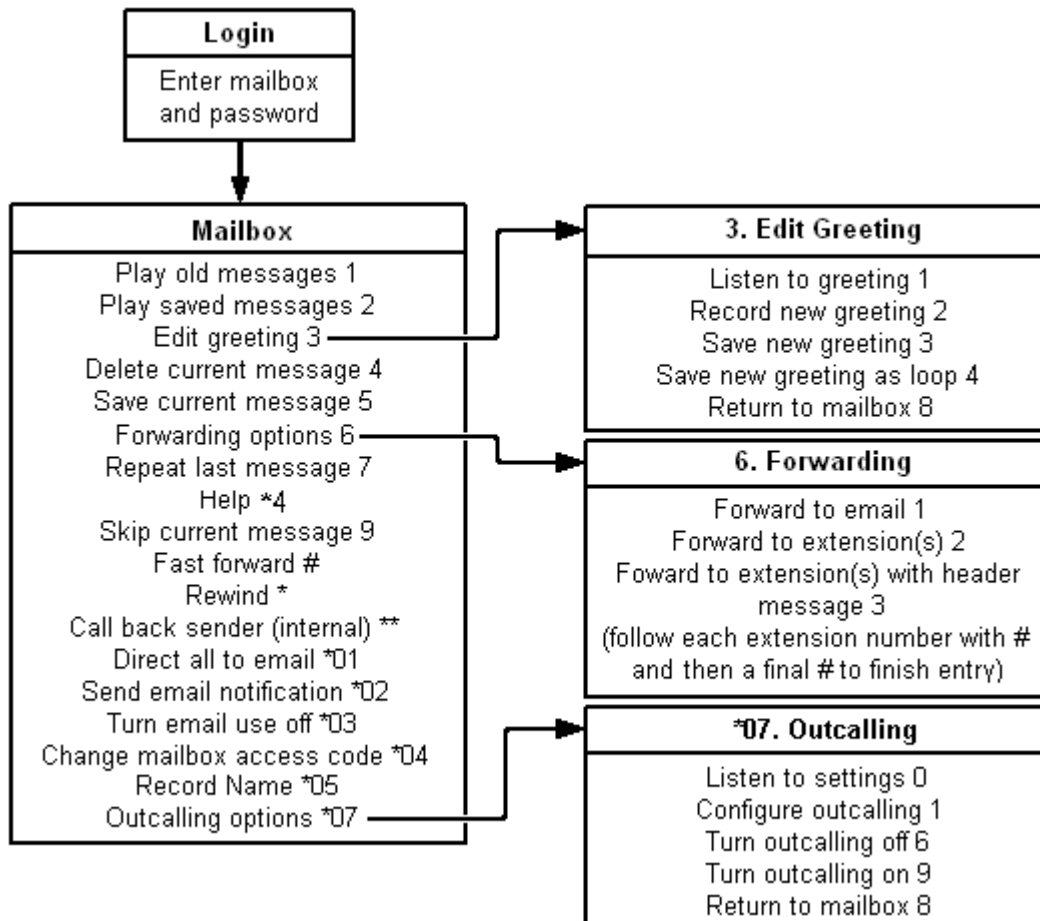 Login
Enter mailbox
and password
Mailbox
Play old messages 1
Play saved messages 2
Edit greeting 3
Delete current message 4
Save current message 5
Forwarding options 6
Repeat last message 7
Help *4
Skip current message 9
Fast forward #
Rewind *
Call back sender (internal) **
Direct all to email *01
Send email notification *02
Turn email use off *03
Change mailbox access code *04
Record Name *05
Outcalling options *07
3. Edit Greeting
Listen to greeting 1
Record new greeting 2
Save new greeting 3
Save new greeting as loop 4
Return to mailbox 8
6. Forwarding
Forward to email 1
Forward to extension(s) 2
Foward to extension(s) with header
message 3
(follow each extension number with #
and then a final # to finish entry)
*07. Outcalling
Listen to settings 0
Configure outcalling 1
Turn outcalling off 6
Turn outcalling on 9
Return to mailbox 8